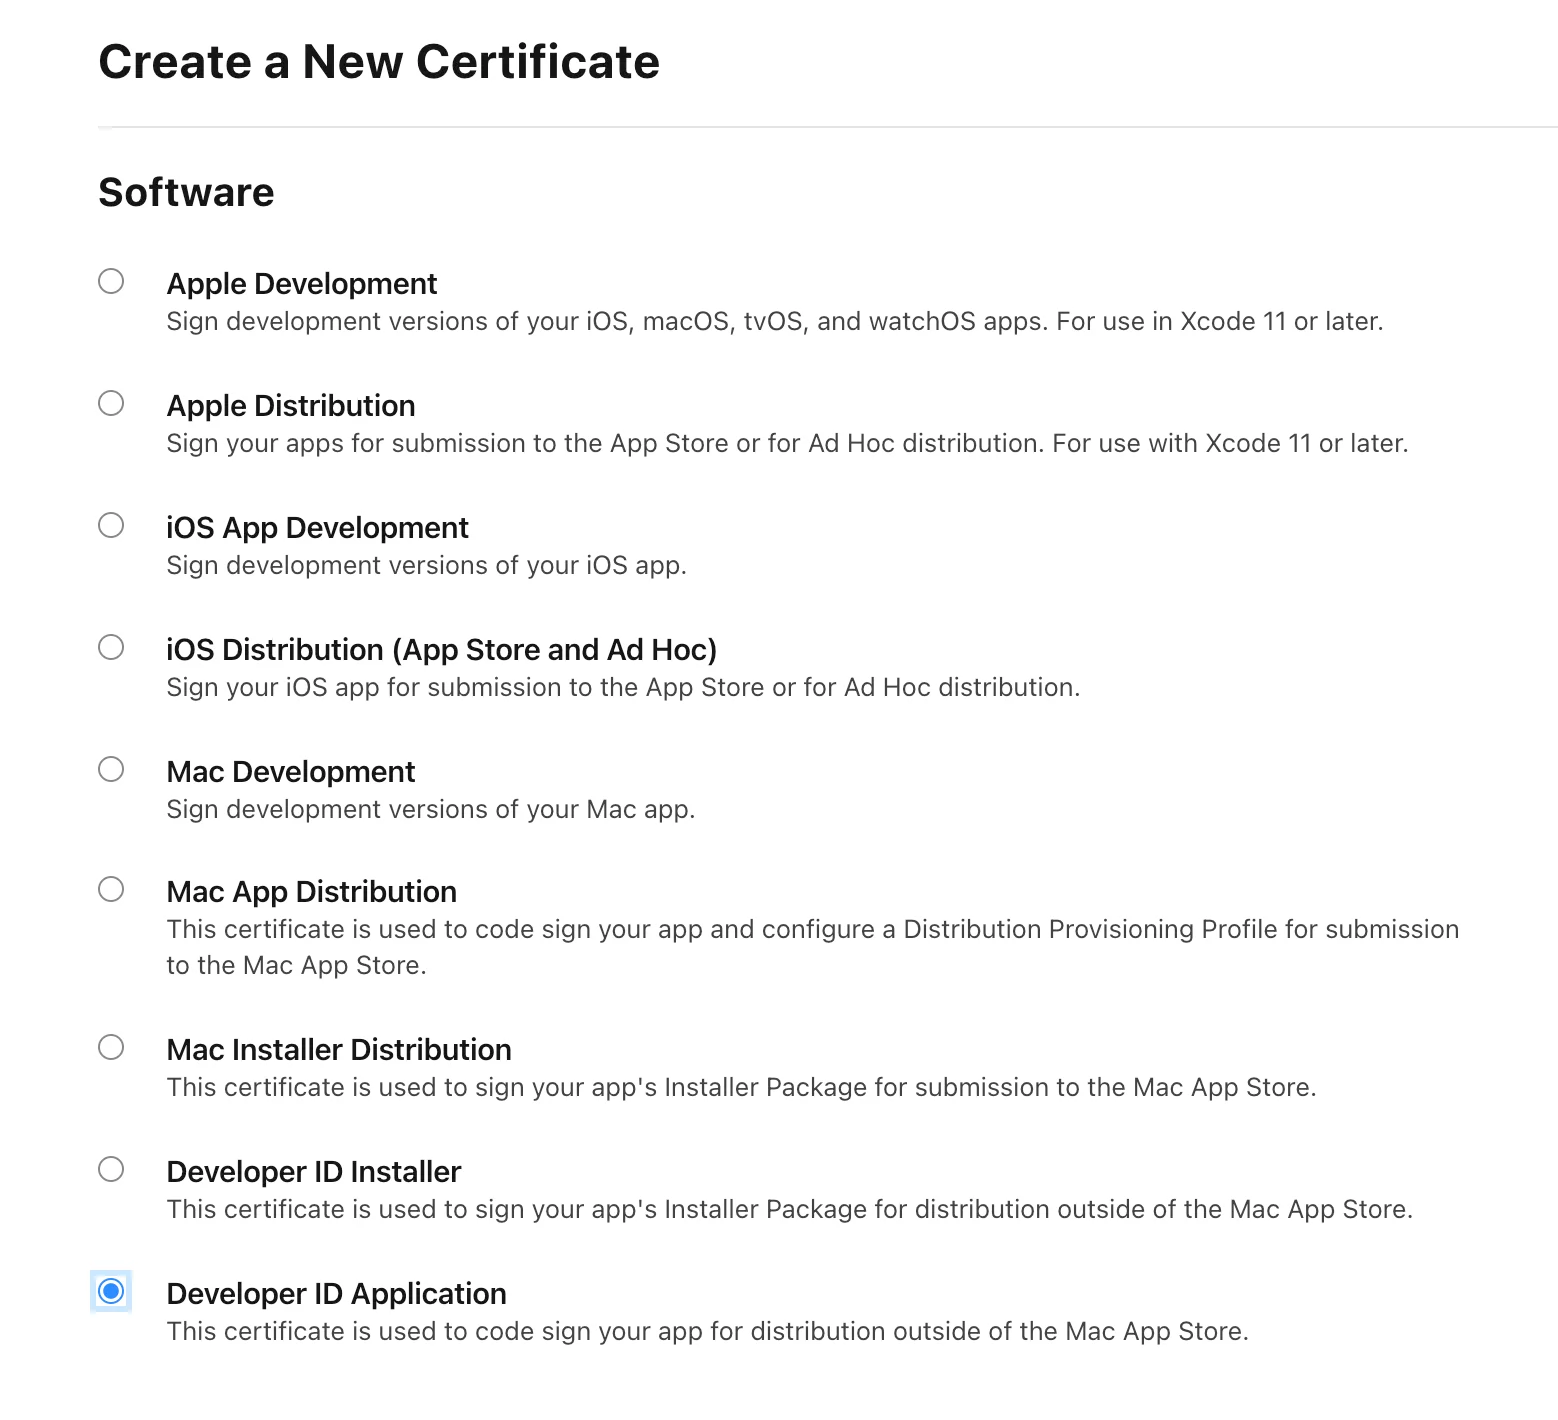 Create a New Certificate
Software
Apple Development
Sign development versions of your iOS, macOS, tvOS, and watchOS apps. For use in Xcode 11 or later.
Apple Distribution
Sign your apps for submission to the App Store or for Ad Hoc distribution. For use with Xcode 11 or later.
iOS App Development
Sign development versions of your iOS app.
iOS Distribution (App Store and Ad Hoc)
Sign your iOS app for submission to the App Store or for Ad Hoc distribution.
Mac Development
Sign development versions of your Mac app.
Mac App Distribution
This certificate is used to code sign your app and configure a Distribution Provisioning Profile for submission
to the Mac App Store.
Mac Installer Distribution
This certificate is used to sign your app's Installer Package for submission to the Mac App Store.
Developer ID Installer
This certificate is used to sign your app's Installer Package for distribution outside of the Mac App Store.
Developer ID Application
This certificate is used to code sign your app for distribution outside of the Mac App Store.